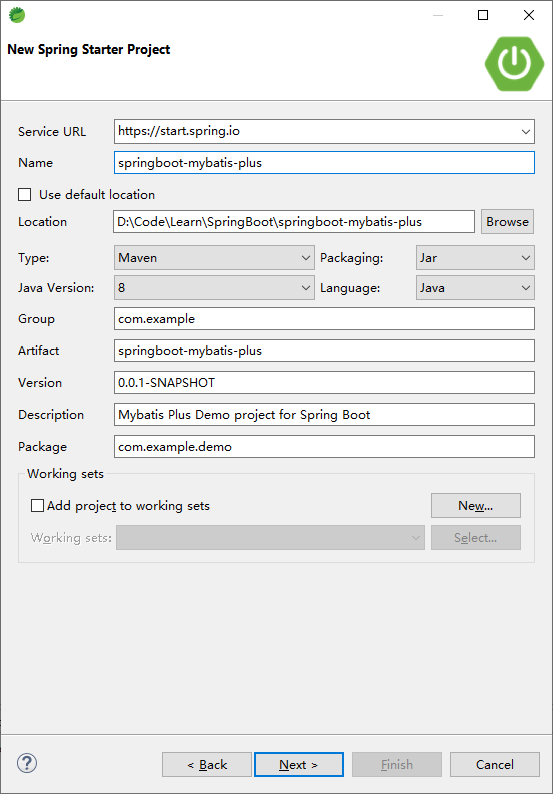 New Spring Starter Project
Service URL https://start.spring.io
Name springboot-mybatis-plus
Use default location
Location D:\Code\Learn\SpringBoot\springboot-mybatis-plus Browse
Type: Maven Packaging: Jar
Java Version: 8 Language: Java
Group com.example
Artifact springboot-mybatis-plus
Version 0.0.1-SNAPSHOT
Description Mybatis Plus Demo project for Spring Boot
Package com.example.demo
Working sets
Add project to working sets New...
Working sets: Select...
? < Back Next > Finish Cancel